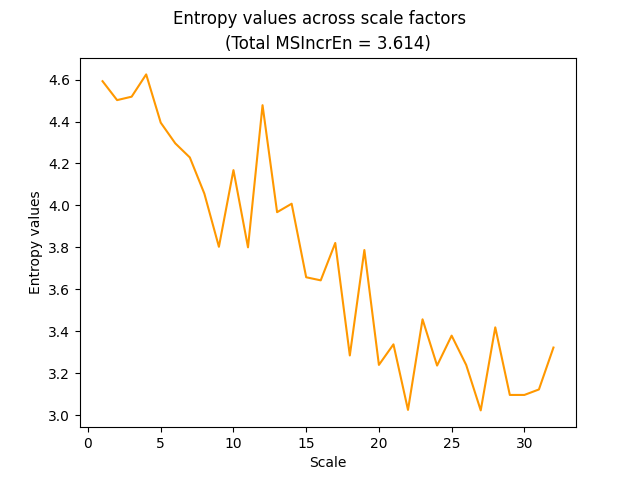 Entropy values across scale factors
(Total MSIncrEn = 3.614)
Entropy values
4.6
4.4
4.2
4.0
3.8
3.6
3.4
3.2
3.0
0 5 10 15 20 25 30
Scale